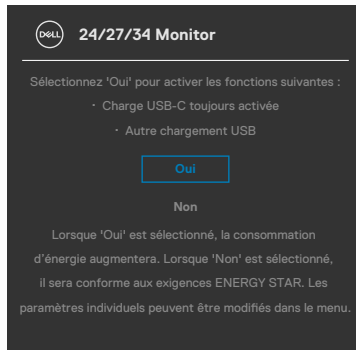 DELL
24/27/34 Monitor
Sélectionnez 'Oui' pour activer les fonctions suivantes :
· Charge USB-C toujours activée
· Autre chargement USB
Oui
Non
Lorsque 'Oui' est sélectionné, la consommation
d'énergie augmentera. Lorsque 'Non' est sélectionné,
il sera conforme aux exigences ENERGY STAR. Les
paramètres individuels peuvent être modifiés dans le menu.